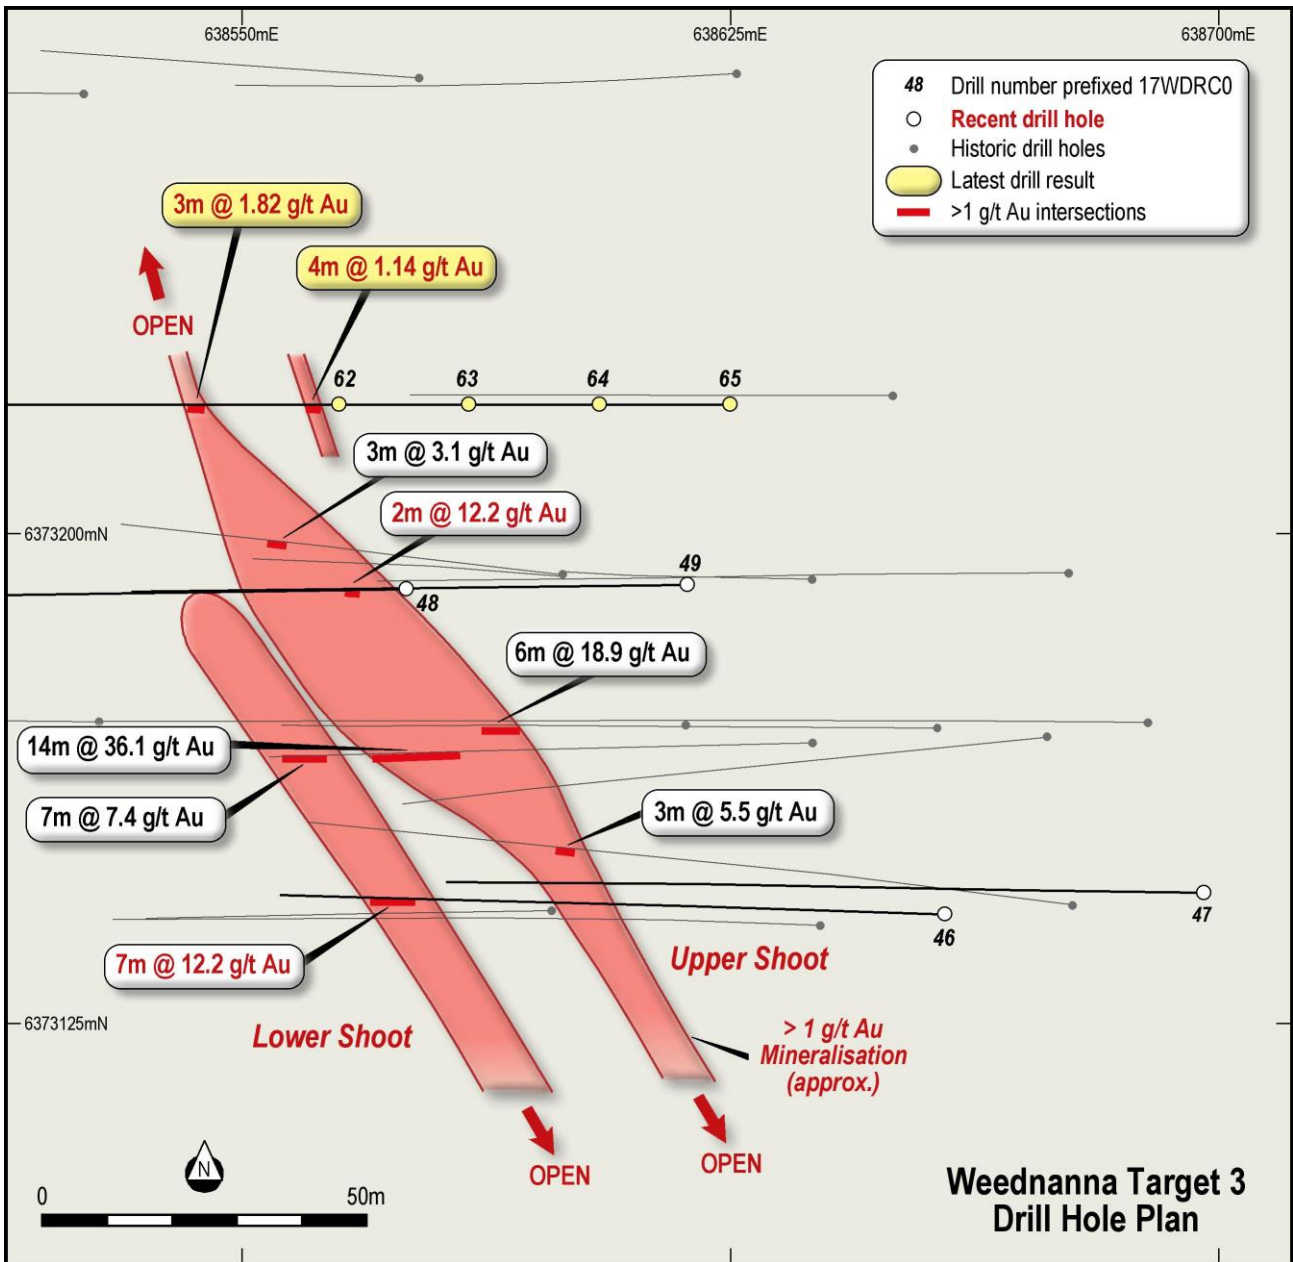 638550mE
638625mE
638700mE
48 Drill number prefixed 17WDRC0
Recent drill hole
Historic drill holes
Latest drill result
>1 g/t Au intersections
3m @ 1.82 g/t Au
4m @ 1.14 g/t Au
OPEN
62
63
64
65
3m @ 3.1 g/t Au
2m @ 12.2 g/t Au
6373200mN
49
48
6m @ 18.9 g/t Au
14m @ 36.1 g/t Au
7m @ 7.4 g/t Au
3m @ 5.5 g/t Au
47
46
7m @ 12.2 g/t Au
Upper Shoot
6373125mN
Lower Shoot
> 1 g/t Au
Mineralisation
(approx.)
OPEN
OPEN
N
0
50m
Weednanna Target 3
Drill Hole Plan